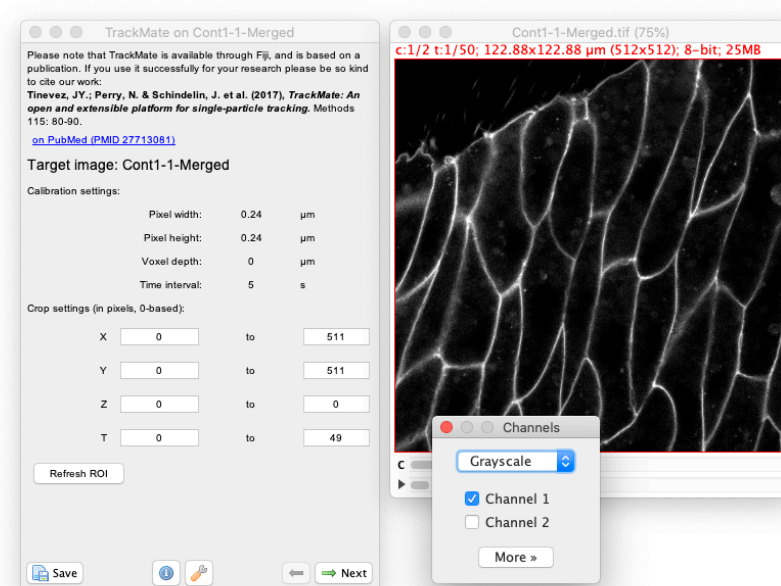 TrackMate on Cont1-1-Merged
Please note that TrackMate is available through Fiji, and is based on a
publication. If you use it successfully for your research please be so kind
to cite our work:
Tinevez, JY.; Perry, N. & Schindelin, J. et al. (2017), TrackMate: An
open and extensible platform for single-particle tracking. Methods
115: 80-90.
on PubMed (PMID 27713081)
Target image: Cont1-1-Merged
Calibration settings:
Pixel width: 0.24 µm
Pixel height: 0.24 µm
Voxel depth: 0 µm
Time interval: 5 s
Crop settings (in pixels, 0-based):
X 0 to 511
Y 0 to 511
Z 0 to 0
T 0 to 49
Refresh ROI
Save
Next
Cont1-1-Merged.tif (75%)
c:1/2 t:1/50; 122.88x122.88 µm (512x512); 8-bit; 25MB
C
Channels
Grayscale
Channel 1
Channel 2
More »